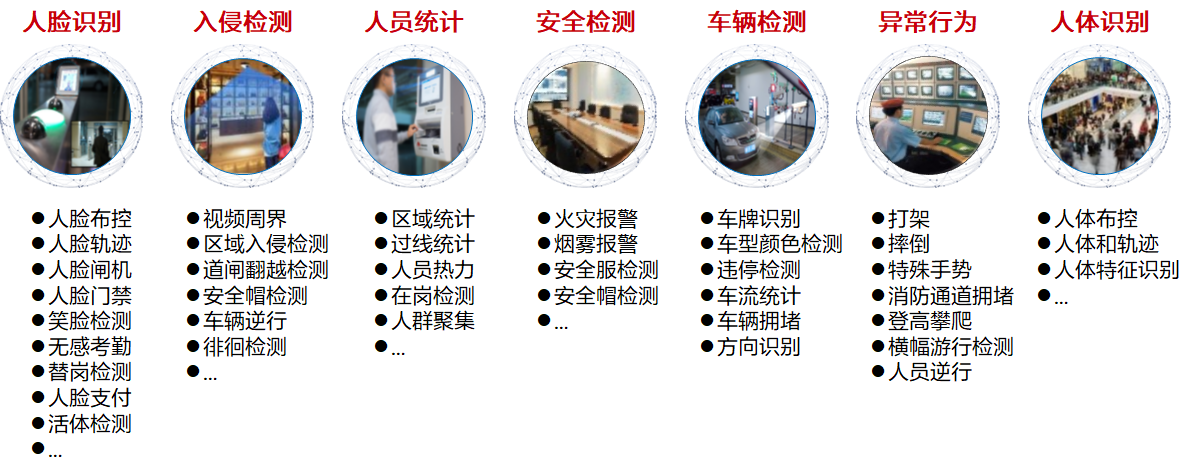 人脸识别
入侵检测
人员统计
安全检测
车辆检测
异常行为
人体识别
●人脸布控
●人脸轨迹
●人脸闸机
●人脸门禁
●笑脸检测
●无感考勤
●替岗检测
●人脸支付
●活体检测
●...
●视频周界
●区域入侵检测
●道闸翻越检测
●安全帽检测
●车辆逆行
●徘徊检测
●...
●区域统计
●过线统计
●人员热力
●在岗检测
●人群聚集
●...
●火灾报警
●烟雾报警
●安全服检测
●安全帽检测
●...
●车牌识别
●车型颜色检测
●违停检测
●车流统计
●车辆拥堵
●方向识别
●打架
●摔倒
●特殊手势
●消防通道拥堵
●登高攀爬
●横幅游行检测
●人员逆行
●人体布控
●人体和轨迹
●人体特征识别
●...